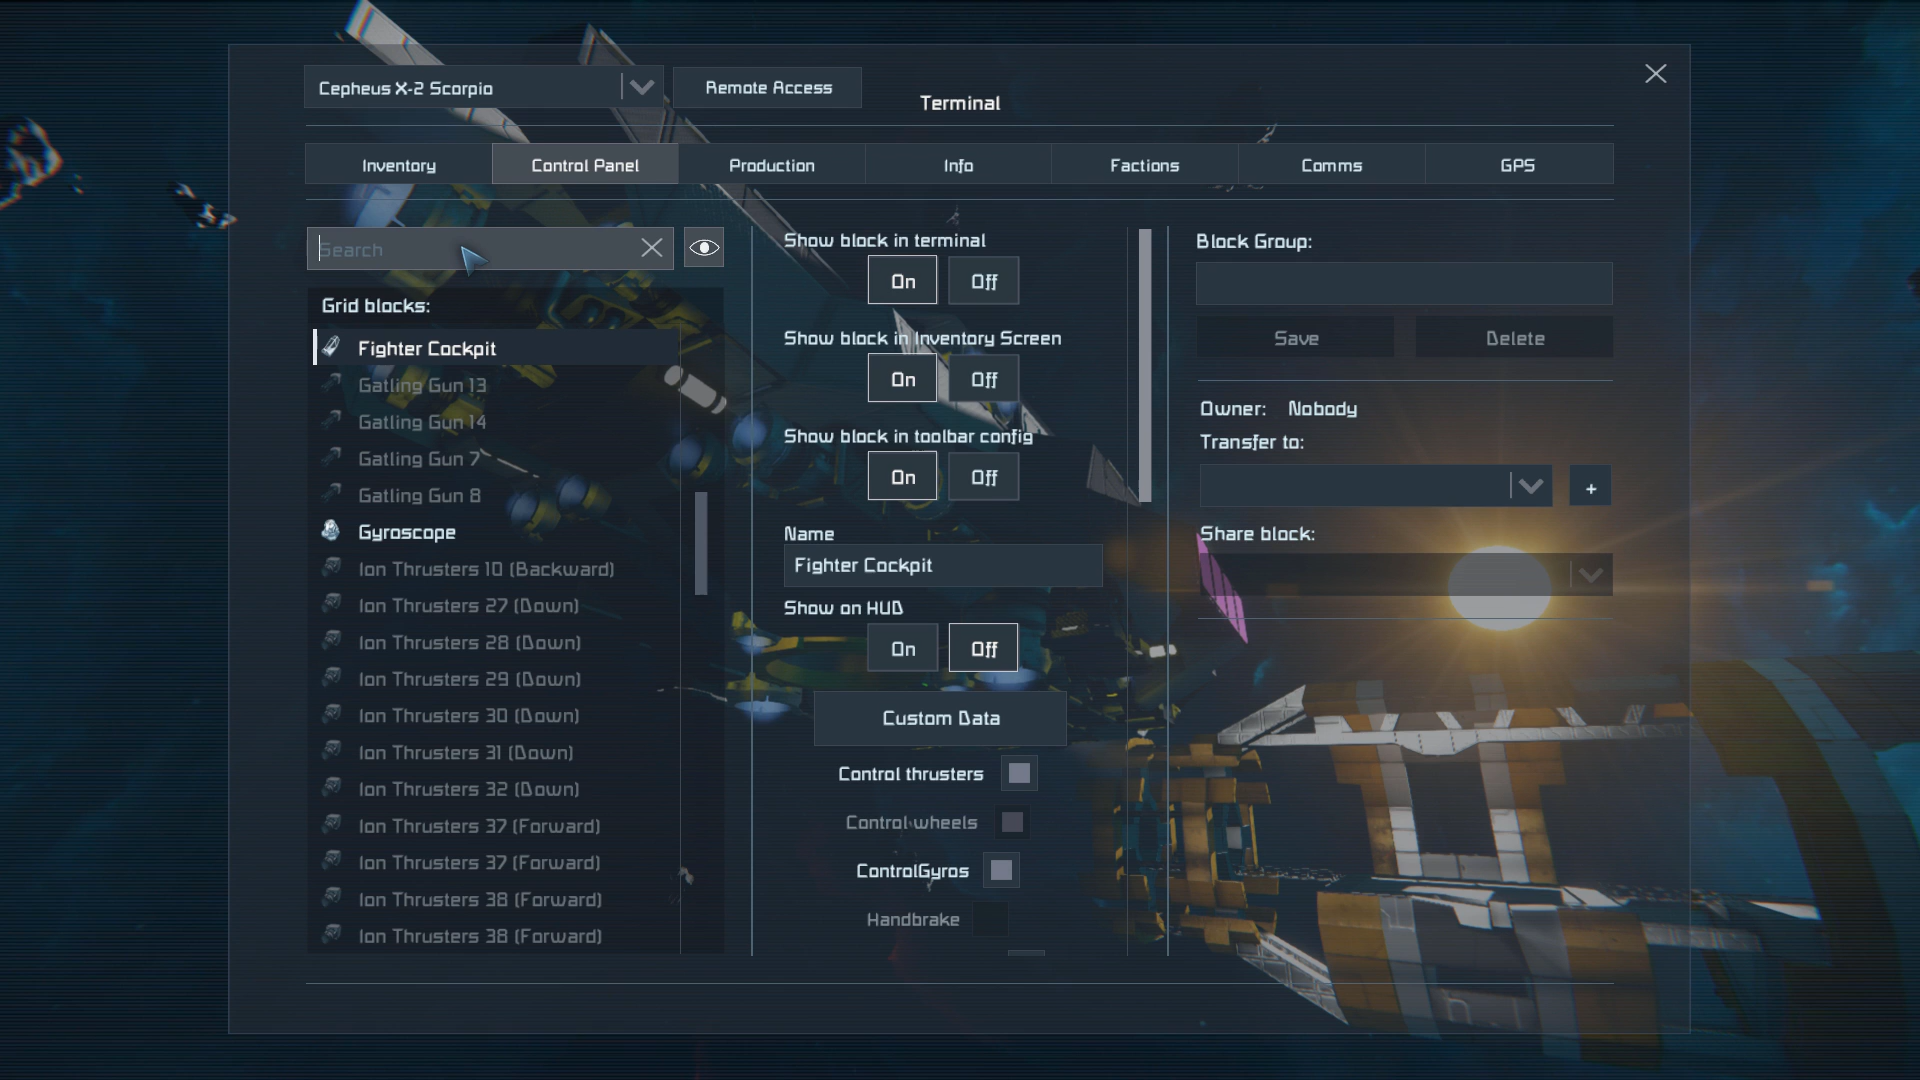 Cepheus X-2 Scorpio
Remote Access
Terminal
Inventory
Control Panel
Production
Info
Factions
Comms
GPS
Search
Grid blocks:
Fighter Cockpit
Gatling Gun 13
Gatling Gun 14
Gatling Gun 7
Gatling Gun 8
Gyroscope
Ion Thrusters 10 (Backward)
Ion Thrusters 27 (Down)
Ion Thrusters 28 (Down)
Ion Thrusters 29 (Down)
Ion Thrusters 30 (Down)
Ion Thrusters 31 (Down)
Ion Thrusters 32 (Down)
Ion Thrusters 37 (Forward)
Ion Thrusters 37 (Forward)
Ion Thrusters 38 (Forward)
Ion Thrusters 38 (Forward)
Show block in terminal
On Off
Show block in Inventory Screen
On Off
Show block in toolbar config
On Off
Name
Fighter Cockpit
Show on HUD
On Off
Custom Data
Control thrusters
Control wheels
ControlGyros
Handbrake
Block Group:
Save
Delete
Owner: Nobody
Transfer to:
+
Share block: